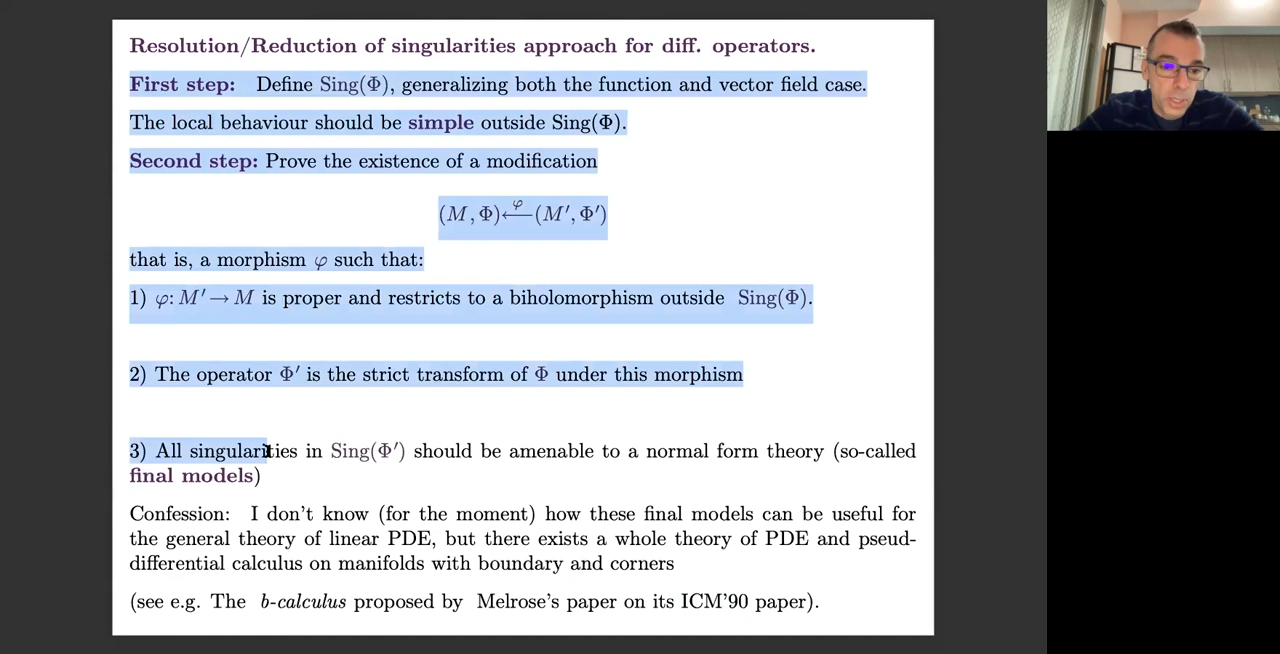 Resolution/Reduction of singularities approach for diff. operators.
First step: Define Sing(Φ), generalizing both the function and vector field case.
The local behaviour should be simple outside Sing(Φ).
Second step: Prove the existence of a modification
(M, Φ) ←φ− (M′, Φ′)
that is, a morphism φ such that:
1) φ: M′ → M is proper and restricts to a biholomorphism outside Sing(Φ).
2) The operator Φ′ is the strict transform of Φ under this morphism
3) All singularities in Sing(Φ′) should be amenable to a normal form theory (so-called
final models)
Confession: I don't know (for the moment) how these final models can be useful for
the general theory of linear PDE, but there exists a whole theory of PDE and pseud-
differential calculus on manifolds with boundary and corners
(see e.g. The b-calculus proposed by Melrose's paper on its ICM'90 paper).